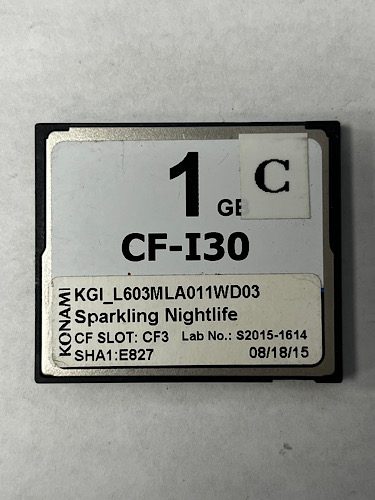 1 GB
C
CF-I30
KONAMI
KGI_L603MLA011WD03
Sparkling Nightlife
CF SLOT: CF3 Lab No.: S2015-1614
SHA1:E827 08/18/15